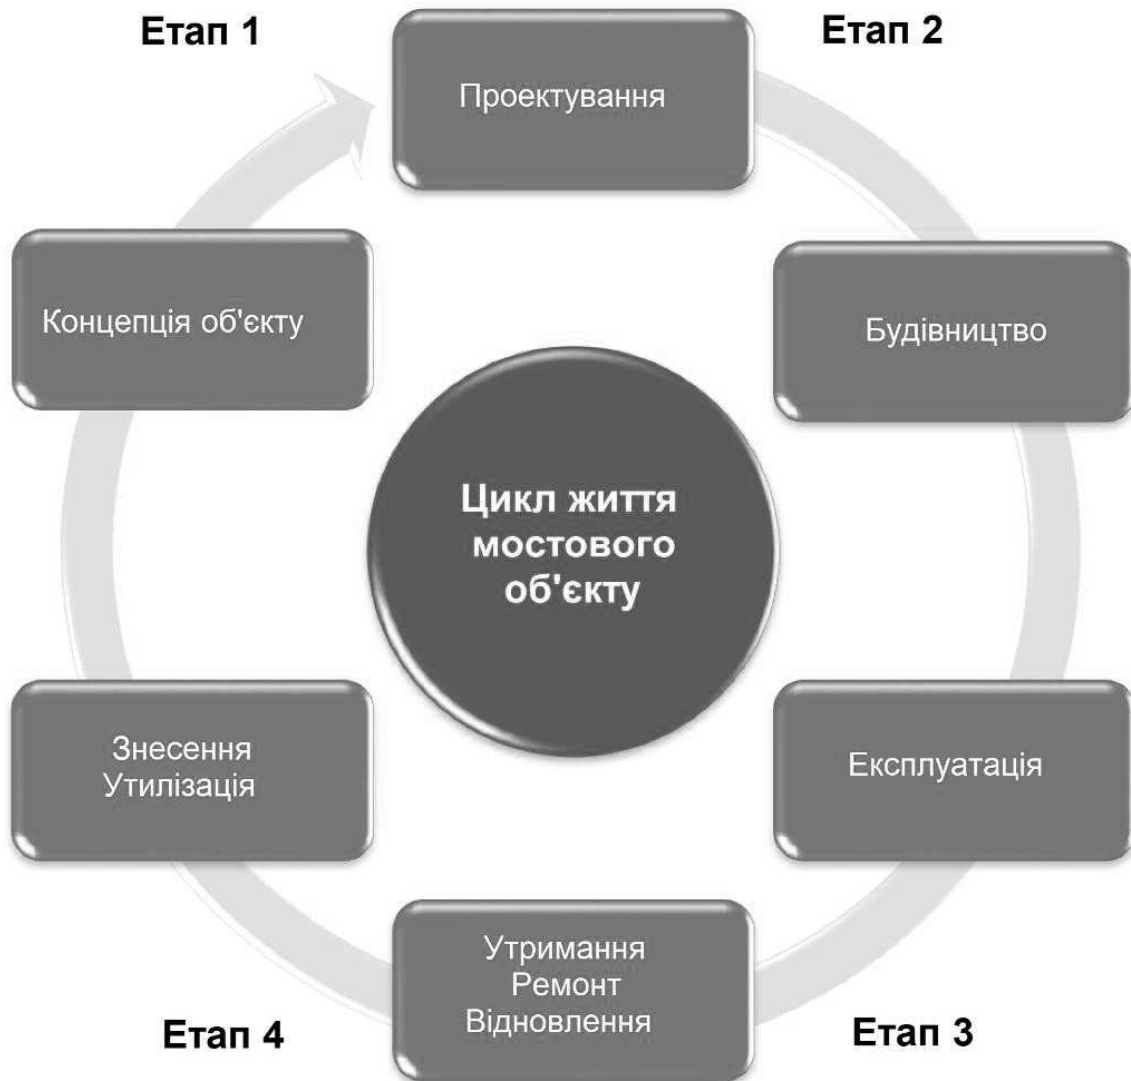 Етап 1
Етап 2
Проектування
Концепція об'єкту
Будівництво
Цикл життя
мостового
об'єкту
Знесення
Утилізація
Експлуатація
Утримання
Ремонт
Відновлення
Етап 4
Етап 3